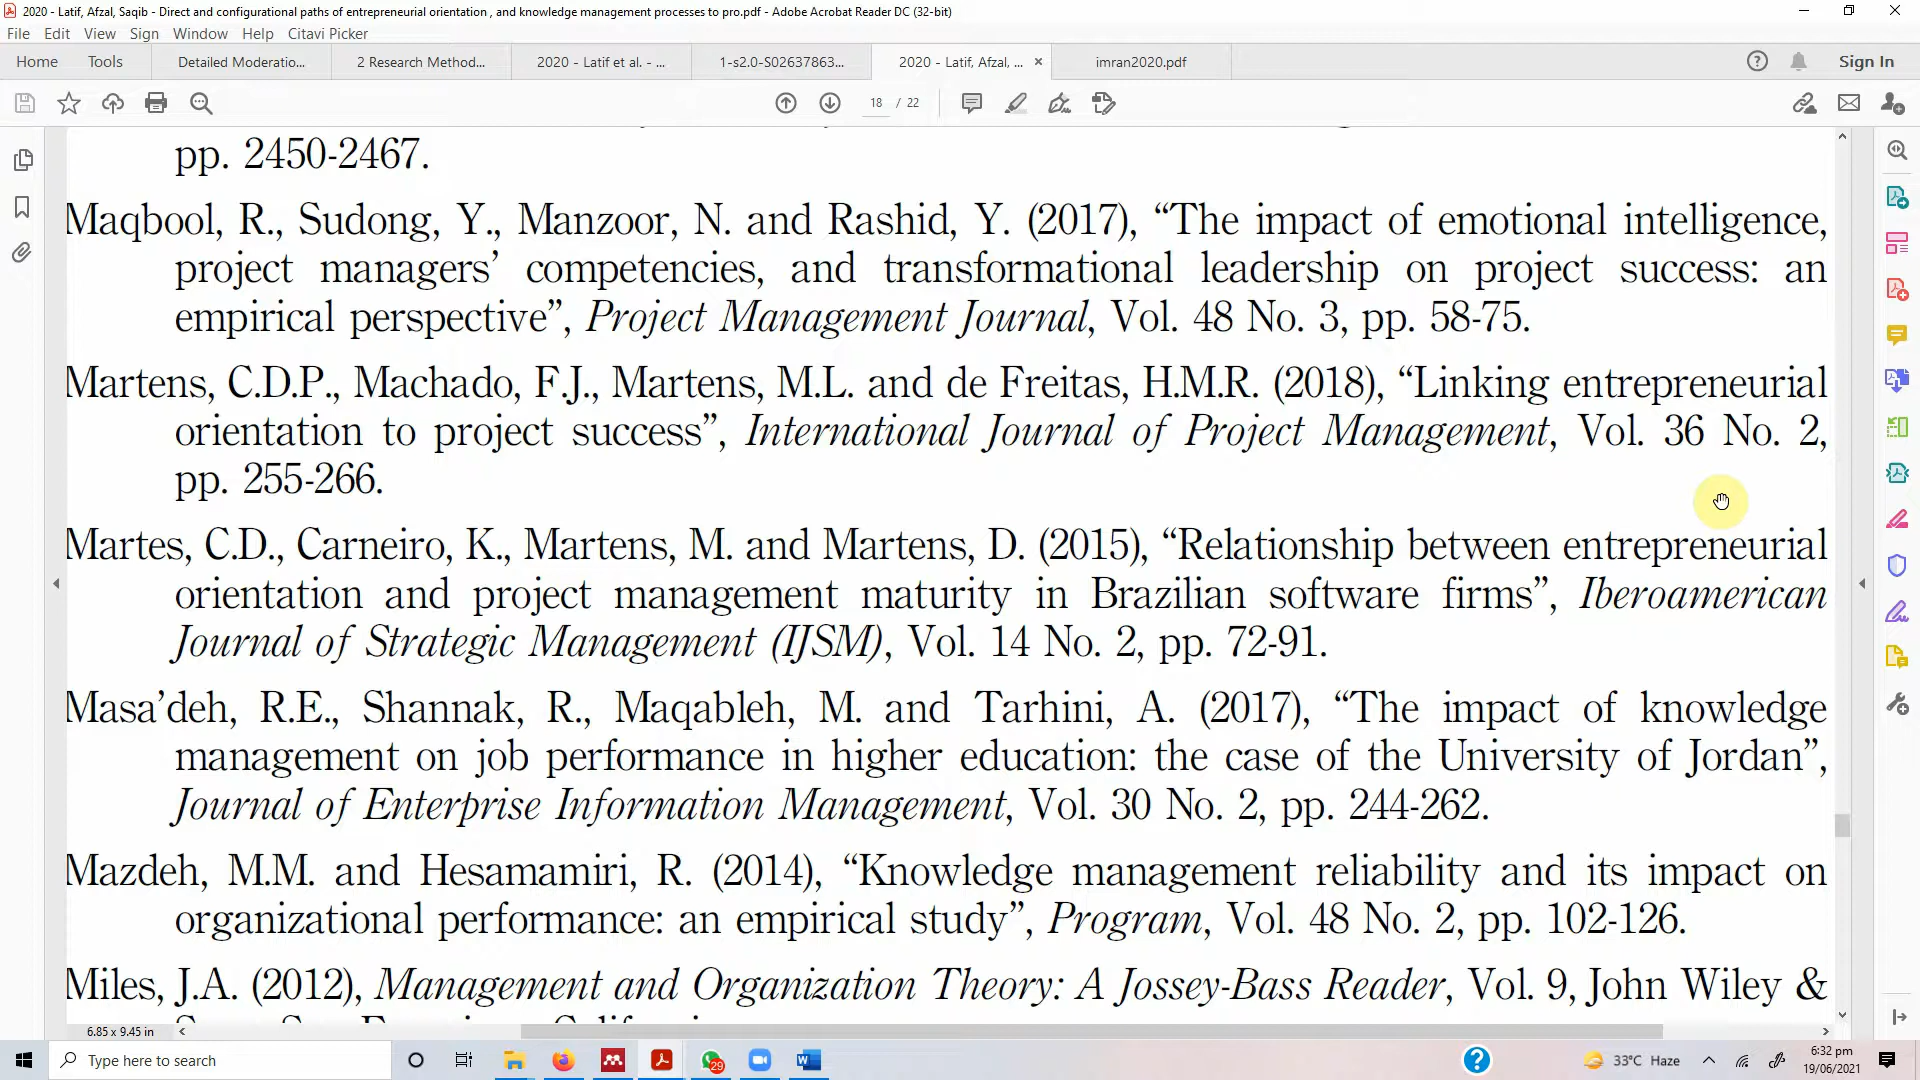 2020 - Latif, Afzal, Saqib - Direct and configurational paths of entrepreneurial orientation , and knowledge management processes to pro.pdf - Adobe Acrobat Reader DC (32-bit)
File Edit View Sign Window Help Citavi Picker
Home Tools Detailed Moderatio... 2 Research Method... 2020 - Latif et al. - ... 1-s2.0-S02637863... 2020 - Latif, Afzal, ... imran2020.pdf Sign In
18 / 22
pp. 2450-2467.
Maqbool, R., Sudong, Y., Manzoor, N. and Rashid, Y. (2017), “The impact of emotional intelligence,
project managers’ competencies, and transformational leadership on project success: an
empirical perspective”, Project Management Journal, Vol. 48 No. 3, pp. 58-75.
Martens, C.D.P., Machado, F.J., Martens, M.L. and de Freitas, H.M.R. (2018), “Linking entrepreneurial
orientation to project success”, International Journal of Project Management, Vol. 36 No. 2,
pp. 255-266.
Martes, C.D., Carneiro, K., Martens, M. and Martens, D. (2015), “Relationship between entrepreneurial
orientation and project management maturity in Brazilian software firms”, Iberoamerican
Journal of Strategic Management (IJSM), Vol. 14 No. 2, pp. 72-91.
Masa’deh, R.E., Shannak, R., Maqableh, M. and Tarhini, A. (2017), “The impact of knowledge
management on job performance in higher education: the case of the University of Jordan”,
Journal of Enterprise Information Management, Vol. 30 No. 2, pp. 244-262.
Mazdeh, M.M. and Hesamamiri, R. (2014), “Knowledge management reliability and its impact on
organizational performance: an empirical study”, Program, Vol. 48 No. 2, pp. 102-126.
Miles, J.A. (2012), Management and Organization Theory: A Jossey-Bass Reader, Vol. 9, John Wiley &
6.85 x 9.45 in
Type here to search
29
33°C Haze
6:32 pm
19/06/2021